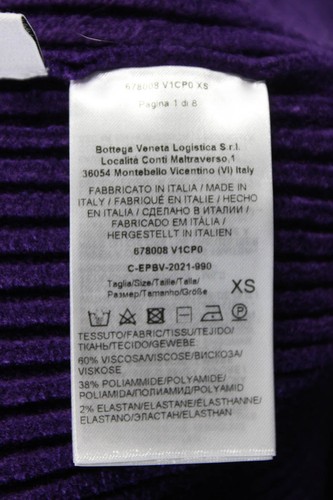 678008 V1CP0 XS
Pagina 1 di 8
Bottega Veneta Logistica S.r.l.
Località Conti Maltraverso,1
36054 Montebello Vicentino (VI) Italy
FABBRICATO IN ITALIA / MADE IN
ITALY / FABRIQUÉ EN ITALIE / HECHO
EN ITALIA / СДЕЛАНО В ИТАЛИИ /
FABRICADO EM ITÁLIA /
HERGESTELLT IN ITALIEN
678008 V1CP0
C-EPBV-2021-990
Taglia/Size/Taille/Talla/
Размер/Tamanho/Größe
XS
TESSUTO/FABRIC/TISSU/TEJIDO/
ТКАНЬ/TECIDO/GEWEBE
60% VISCOSA/VISCOSE/ВИСКОЗА/
VISKOSE
38% POLIAMMIDE/POLYAMIDE/
POLIAMIDA/ПОЛИАМИД/POLYAMID
2% ELASTAN/ELASTANE/ÉLASTHANNE/
ELASTANO/ЭЛАСТАН/ELASTHAN